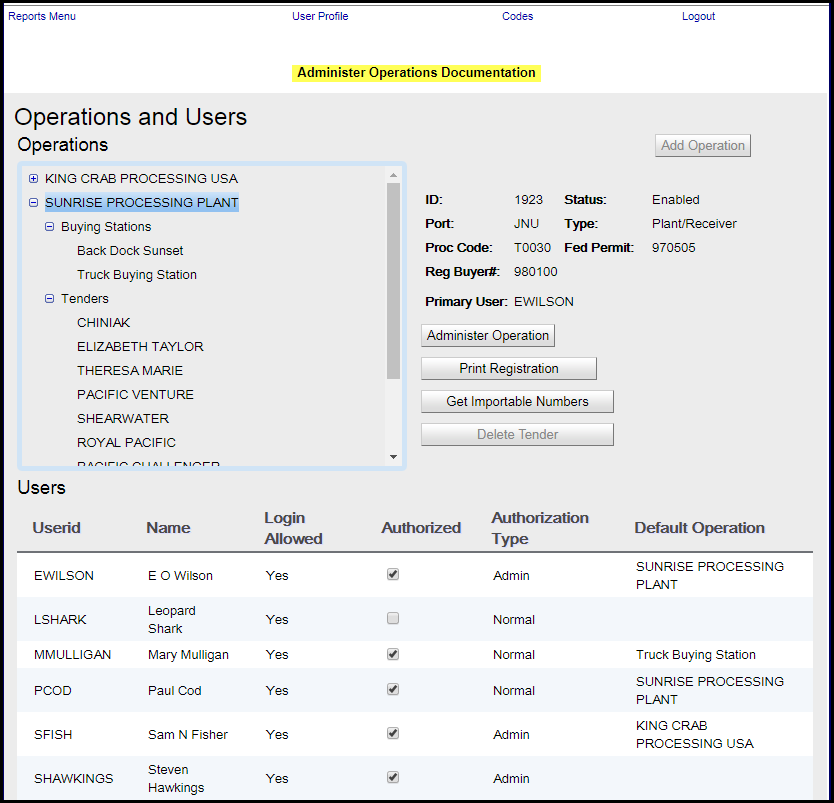 Reports Menu User Profile Codes Logout
Administer Operations Documentation
Operations and Users
Operations
Add Operation
KING CRAB PROCESSING USA
SUNRISE PROCESSING PLANT
Buying Stations
Back Dock Sunset
Truck Buying Station
Tenders
CHINIAK
ELIZABETH TAYLOR
THERESA MARIE
PACIFIC VENTURE
SHEARWATER
ROYAL PACIFIC
PACIFIC CHALLENGER
ID: 1923 Status: Enabled
Port: JNU Type: Plant/Receiver
Proc Code: T0030 Fed Permit: 970505
Reg Buyer#: 980100
Primary User: EWILSON
Administer Operation
Print Registration
Get Importable Numbers
Delete Tender
Users
Userid Name Login Allowed Authorized Authorization Type Default Operation
EWILSON E O Wilson Yes Admin SUNRISE PROCESSING PLANT
LSHARK Leopard Shark Yes Normal
MMULLIGAN Mary Mulligan Yes Normal Truck Buying Station
PCOD Paul Cod Yes Normal SUNRISE PROCESSING PLANT
SFISH Sam N Fisher Yes Admin KING CRAB PROCESSING USA
SHAWKINGS Steven Hawkings Yes Admin